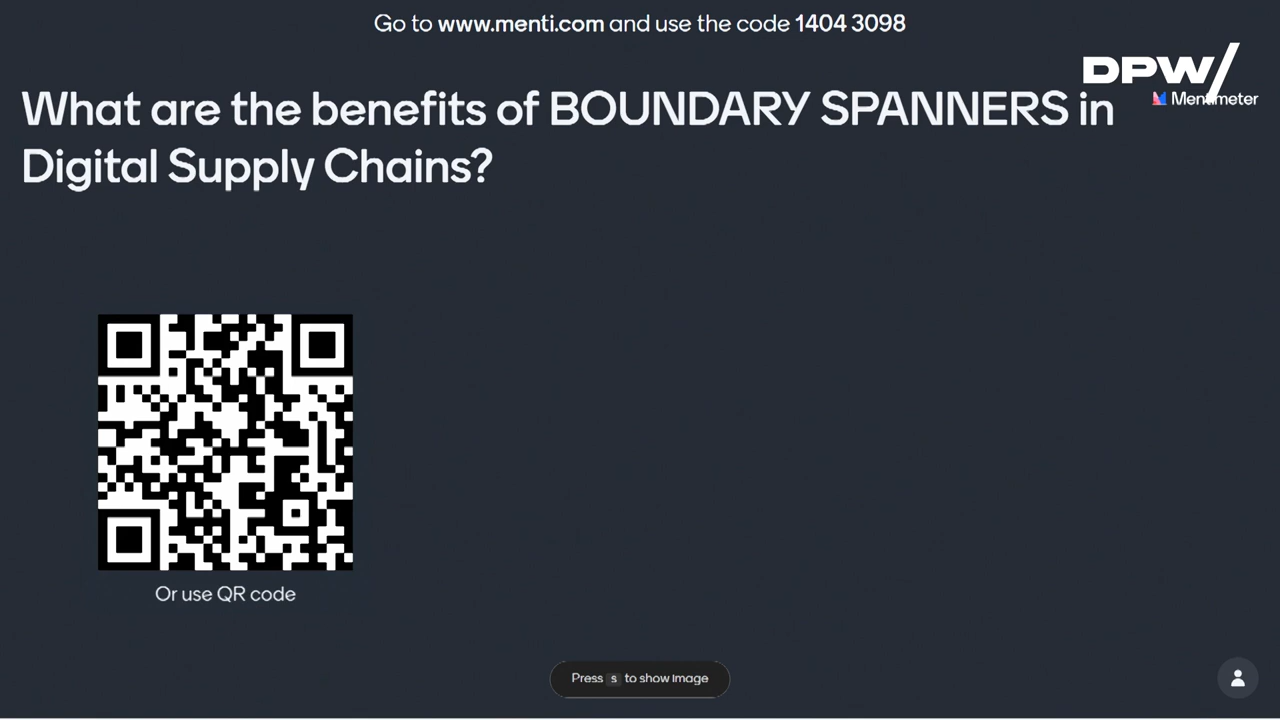 Go to www.menti.com and use the code 1404 3098
DPW/
Mentimeter
What are the benefits of BOUNDARY SPANNERS in
Digital Supply Chains?
Or use QR code
Press s to show image